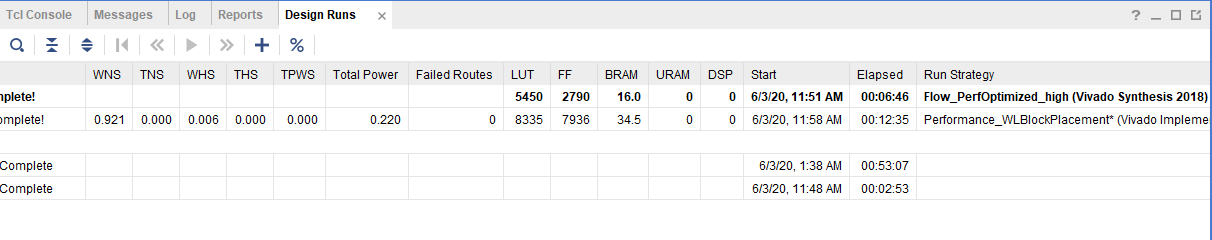 Tcl Console Messages Log Reports Design Runs ×
? 
%
WNS TNS WHS THS TPWS Total Power Failed Routes LUT FF BRAM URAM DSP Start Elapsed Run Strategy
nplete! 5450 2790 16.0 0 0 6/3/20, 11:51 AM 00:06:46 Flow_PerfOptimized_high (Vivado Synthesis 2018)
omplete! 0.921 0.000 0.006 0.000 0.000 0.220 0 8335 7936 34.5 0 0 6/3/20, 11:58 AM 00:12:35 Performance_WLBlockPlacement* (Vivado Impleme
Complete 6/3/20, 1:38 AM 00:53:07
Complete 6/3/20, 11:48 AM 00:02:53